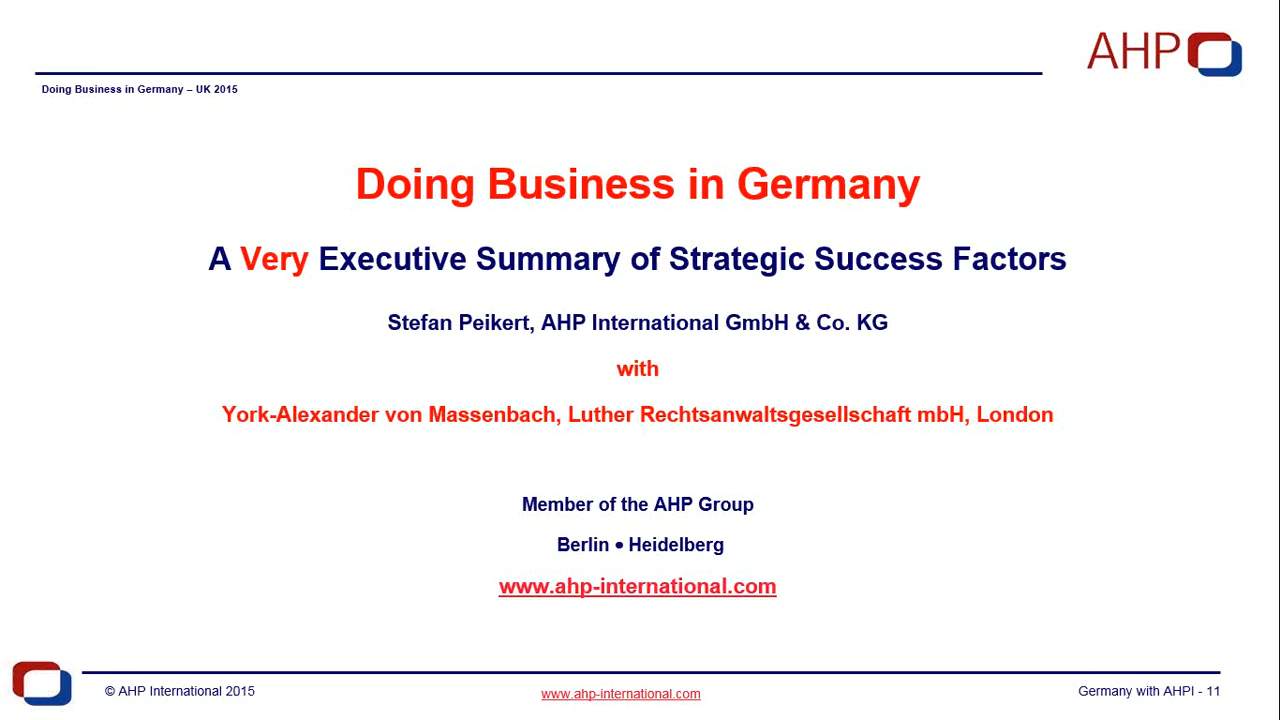 AHP
Doing Business in Germany – UK 2015
Doing Business in Germany
A Very Executive Summary of Strategic Success Factors
Stefan Peikert, AHP International GmbH & Co. KG
with
York-Alexander von Massenbach, Luther Rechtsanwaltsgesellschaft mbH, London
Member of the AHP Group
Berlin • Heidelberg
www.ahp-international.com
© AHP International 2015
www.ahp-international.com
Germany with AHPI - 11